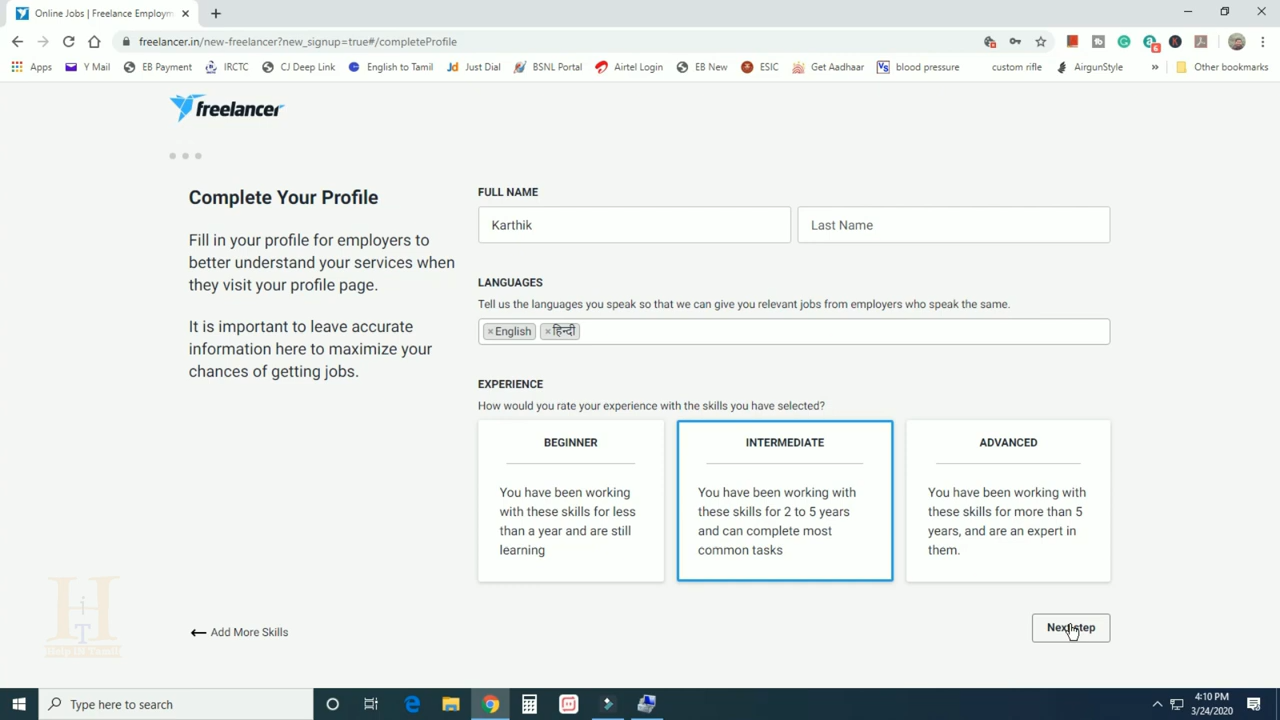 Online Jobs | Freelance Employm
freelancer.in/new-freelancer?new_signup=true#/completeProfile
Apps
Y Mail
EB Payment
IRCTC
CJ Deep Link
English to Tamil
Jd
Just Dial
BSNL Portal
Airtel Login
EB New
ESIC
Get Aadhaar
Vs
blood pressure
custom rifle
AirgunStyle
»
Other bookmarks
freelancer
Complete Your Profile
Fill in your profile for employers to
better understand your services when
they visit your profile page.
It is important to leave accurate
information here to maximize your
chances of getting jobs.
FULL NAME
Karthik
Last Name
LANGUAGES
Tell us the languages you speak so that we can give you relevant jobs from employers who speak the same.
× English × हिन्दी
EXPERIENCE
How would you rate your experience with the skills you have selected?
BEGINNER
You have been working
with these skills for less
than a year and are still
learning
INTERMEDIATE
You have been working with
these skills for 2 to 5 years
and can complete most
common tasks
ADVANCED
You have been working with
these skills for more than 5
years, and are an expert in
them.
HiT
Help IN Tamil
Add More Skills
Next step
Type here to search
4:10 PM
3/24/2020